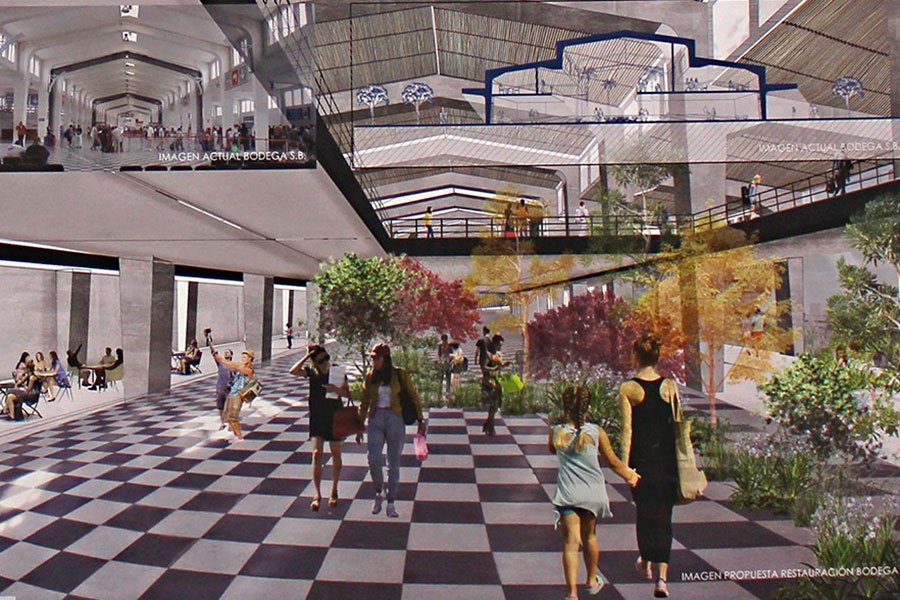 IMAGEN ACTUAL BODEGA S.B.
IMAGEN ACTUAL BODEGA S.B.
IMAGEN PROPUESTA RESTAURACIÓN BODEGA